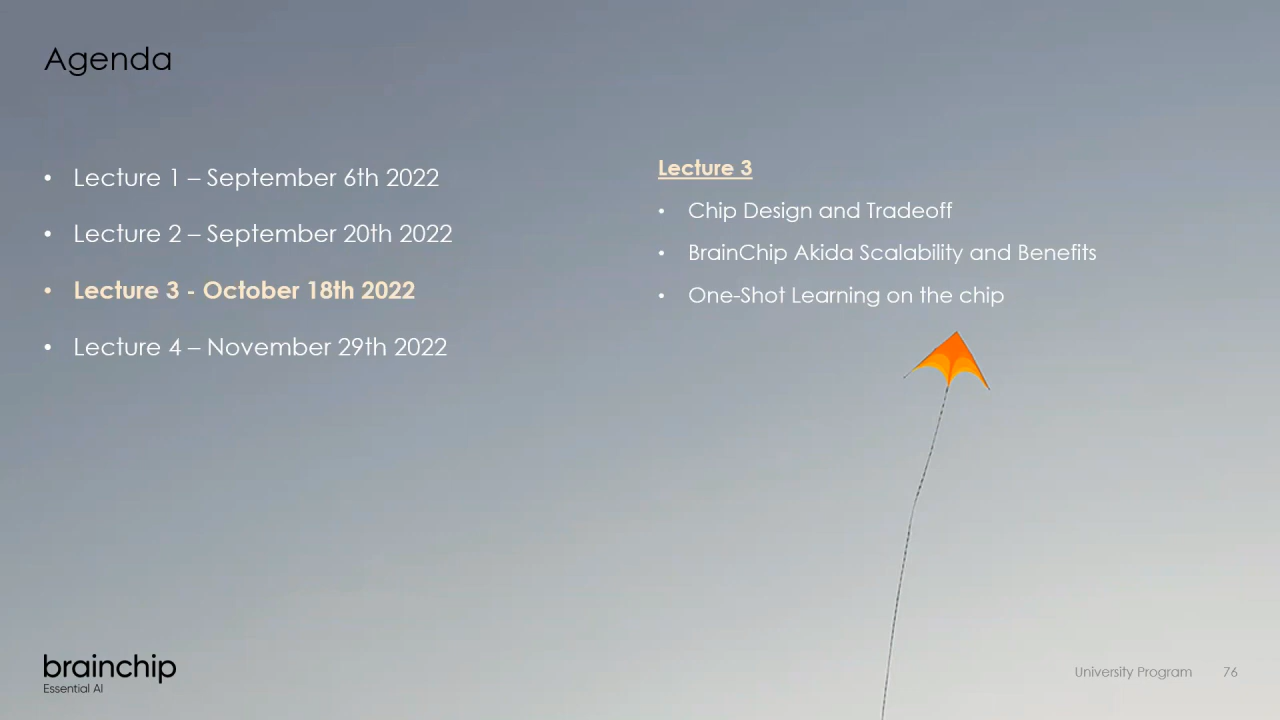 Agenda
• Lecture 1 – September 6th 2022
• Lecture 2 – September 20th 2022
• Lecture 3 - October 18th 2022
• Lecture 4 – November 29th 2022
Lecture 3
• Chip Design and Tradeoff
• BrainChip Akida Scalability and Benefits
• One-Shot Learning on the chip
brainchip
Essential AI
University Program 76